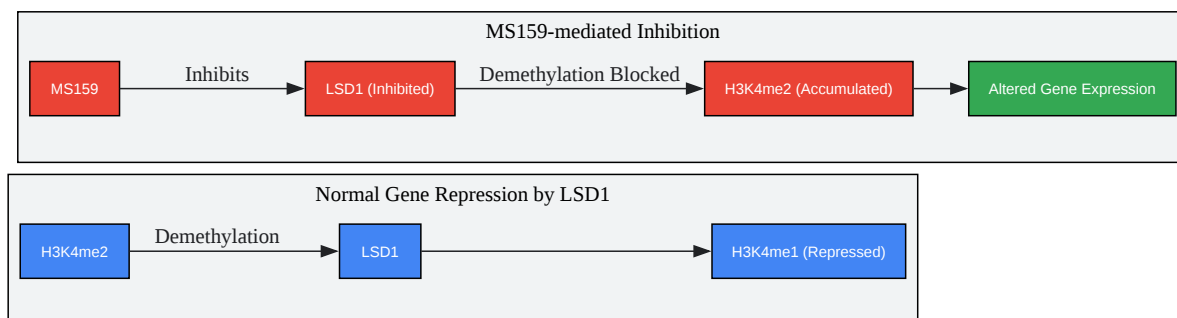 MS159-mediated Inhibition
MS159
Inhibits
LSD1 (Inhibited)
Demethylation Blocked
H3K4me2 (Accumulated)
Altered Gene Expression
Normal Gene Repression by LSD1
H3K4me2
Demethylation
LSD1
H3K4me1 (Repressed)